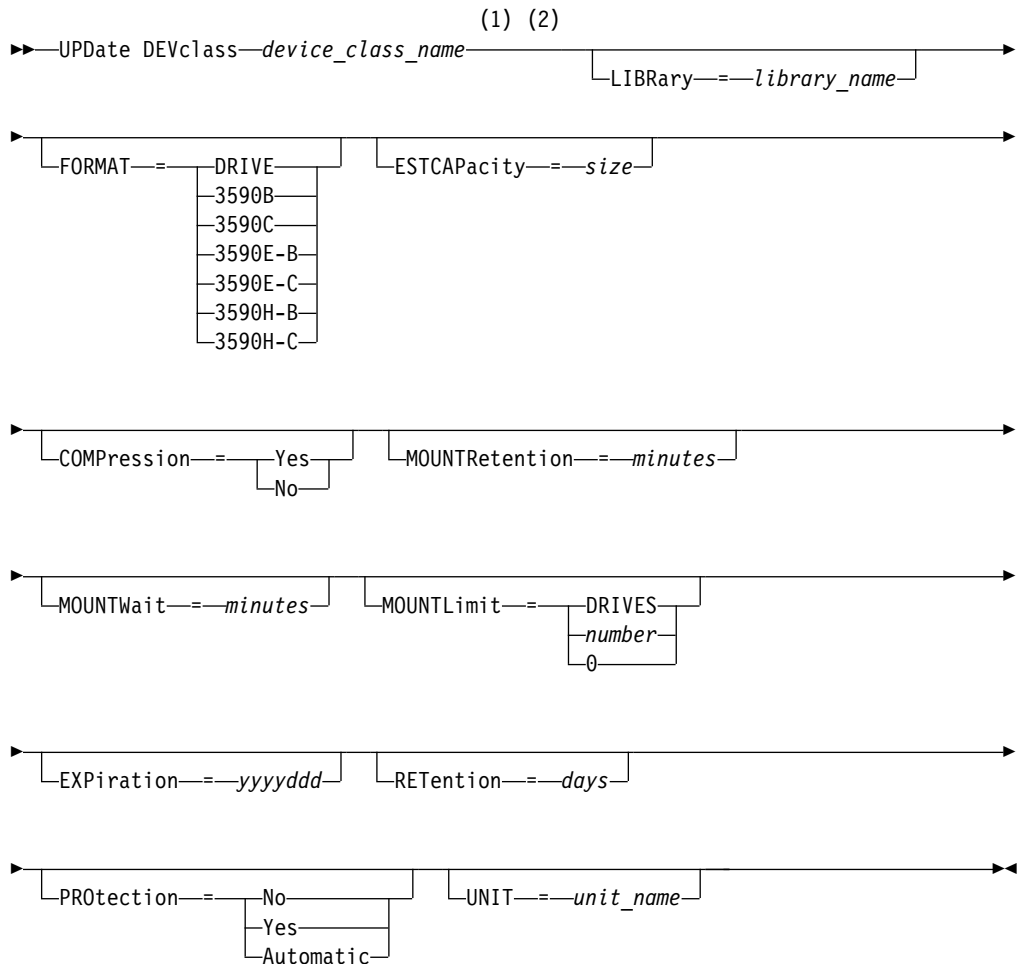 (1) (2)
UPDate DEVclass device_class_name
LIBRary = library_name
FORMAT = DRIVE
3590B
3590C
3590E-B
3590E-C
3590H-B
3590H-C
ESTCAPacity = size
COMPression = Yes
No
MOUNTRetention = minutes
MOUNTWait = minutes
MOUNTLimit = DRIVES
number
0
EXPiration = yyyyddd
RETention = days
PROtection = No
Yes
Automatic
UNIT = unit_name